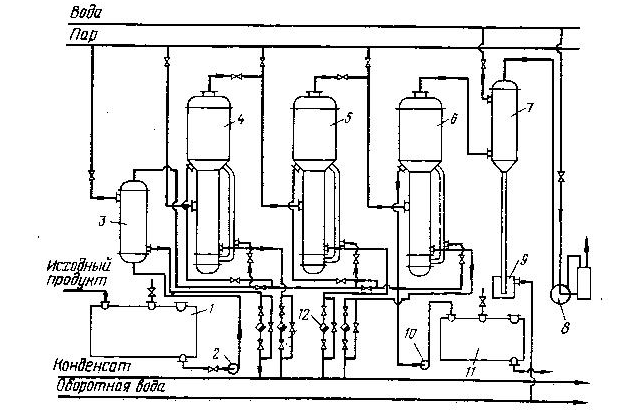 Вода
Пар
4
5
6
7
3
Исходный
продукт
1
2
12
10
11
9
8
Конденсат
Оборотная вода